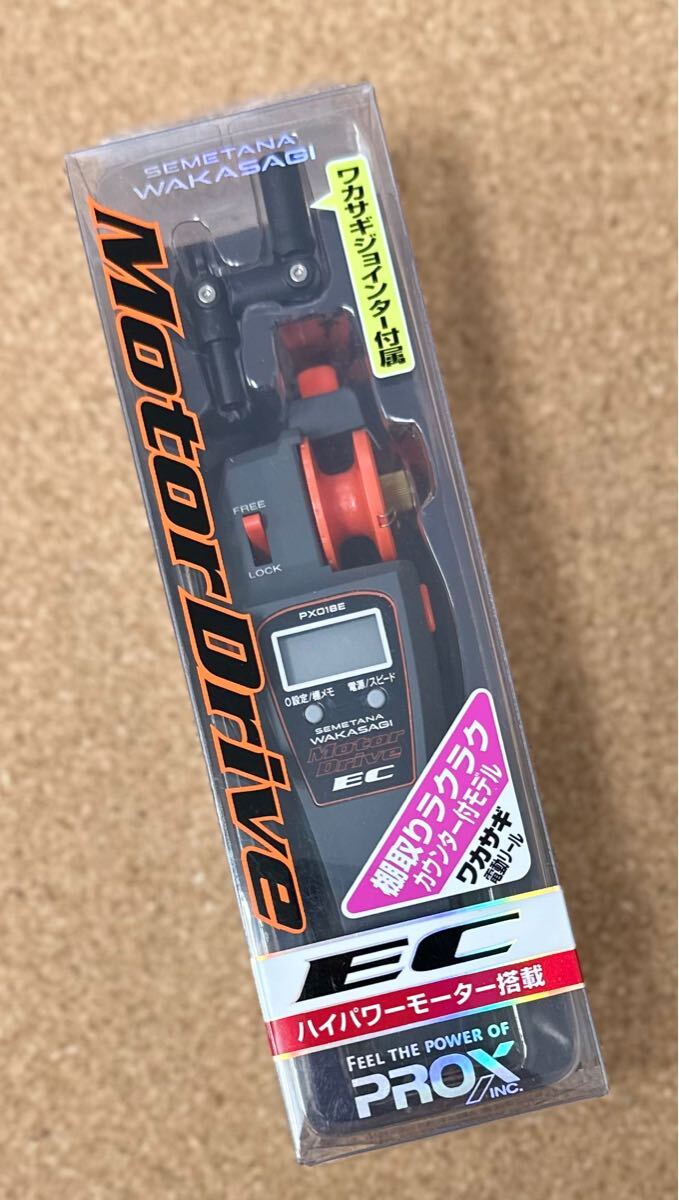 SEMETANA
WAKASAGI
ワカサギジョインター付属
MotorDrive
FREE
LOCK
PX018E
0設定/棚メモ 電源/スピード
SEMETANA
WAKASAGI
Motor
Drive
EC
棚取りラクラク
カウンター付モデル
ワカサギ
電動リール
EC
ハイパワーモーター搭載
FEEL THE POWER OF
PROX
INC.